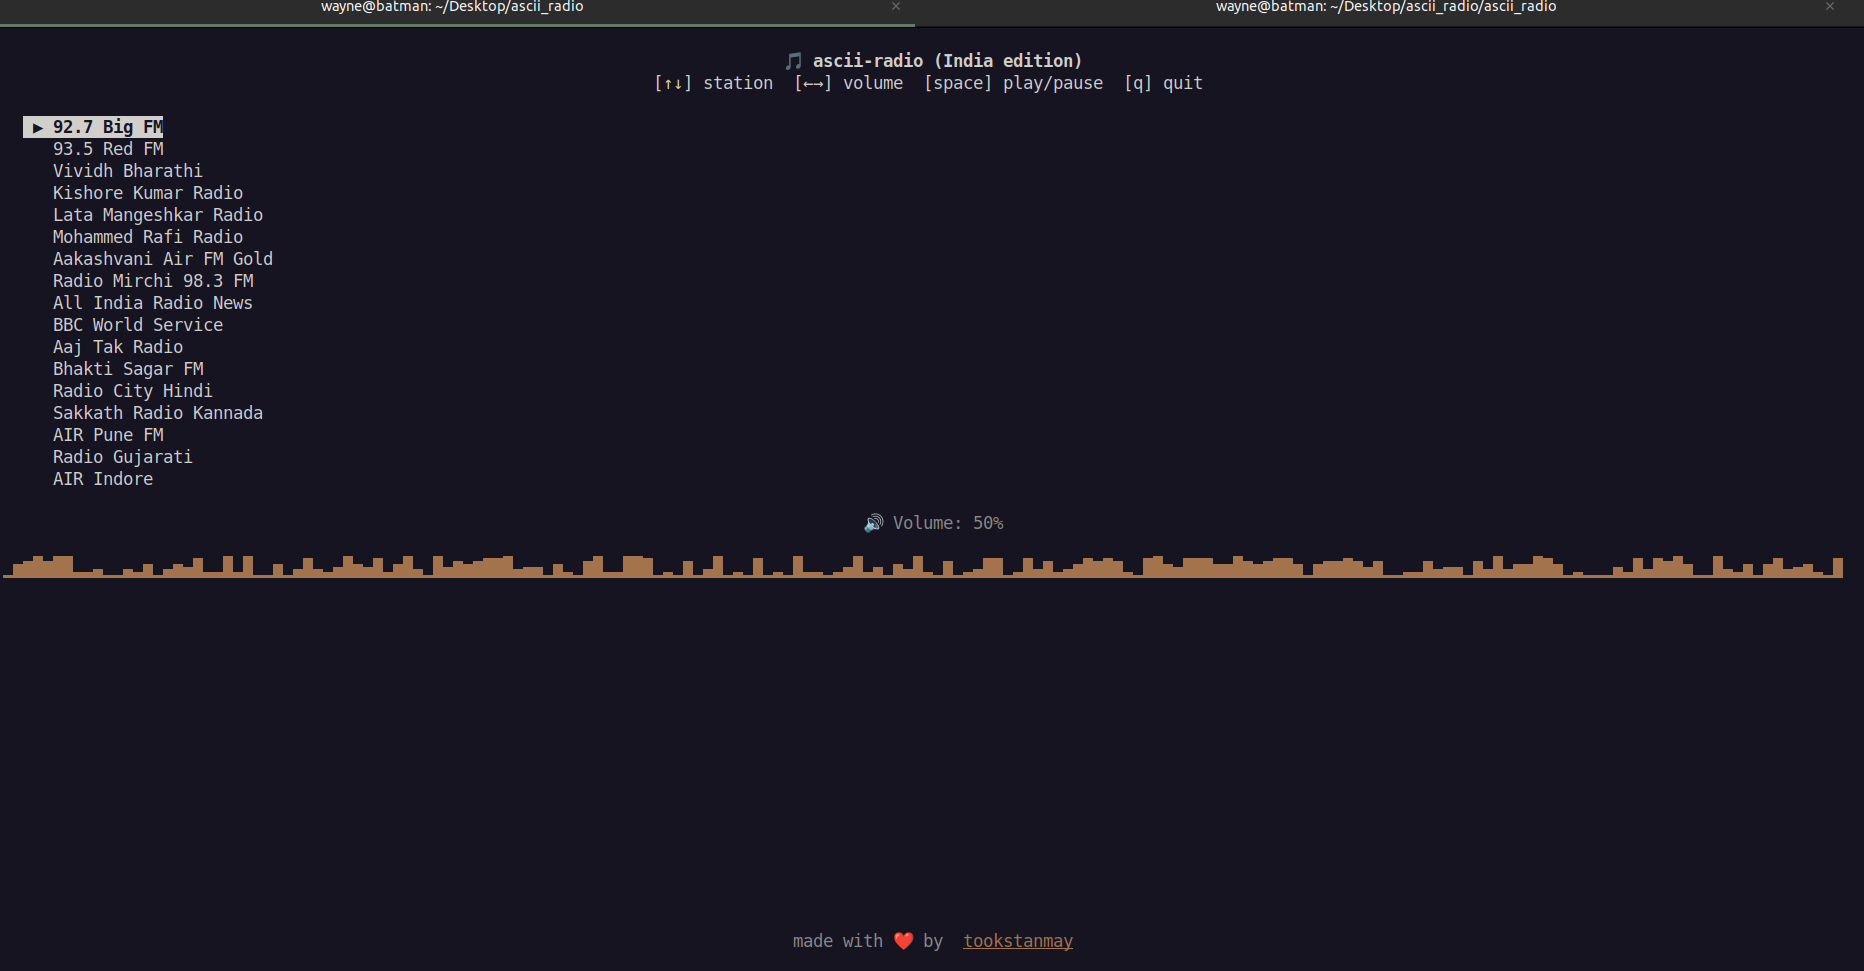 wayne@batman: ~/Desktop/ascii_radio × wayne@batman: ~/Desktop/ascii_radio/ascii_radio ×
🎵 ascii-radio (India edition)
[↑↓] station [←→] volume [space] play/pause [q] quit
▶ 92.7 Big FM
93.5 Red FM
Vividh Bharathi
Kishore Kumar Radio
Lata Mangeshkar Radio
Mohammed Rafi Radio
Aakashvani Air FM Gold
Radio Mirchi 98.3 FM
All India Radio News
BBC World Service
Aaj Tak Radio
Bhakti Sagar FM
Radio City Hindi
Sakkath Radio Kannada
AIR Pune FM
Radio Gujarati
AIR Indore
🔊 Volume: 50%
made with ❤️ by tookstanmay